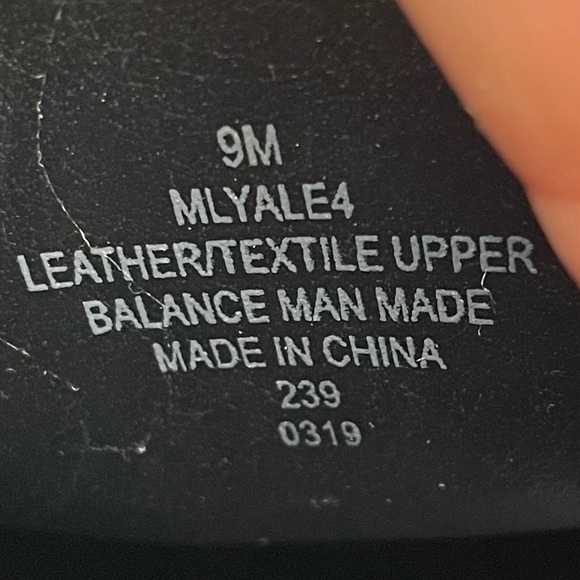 9M
MLYALE4
LEATHER/TEXTILE UPPER
BALANCE MAN MADE
MADE IN CHINA
239
0319